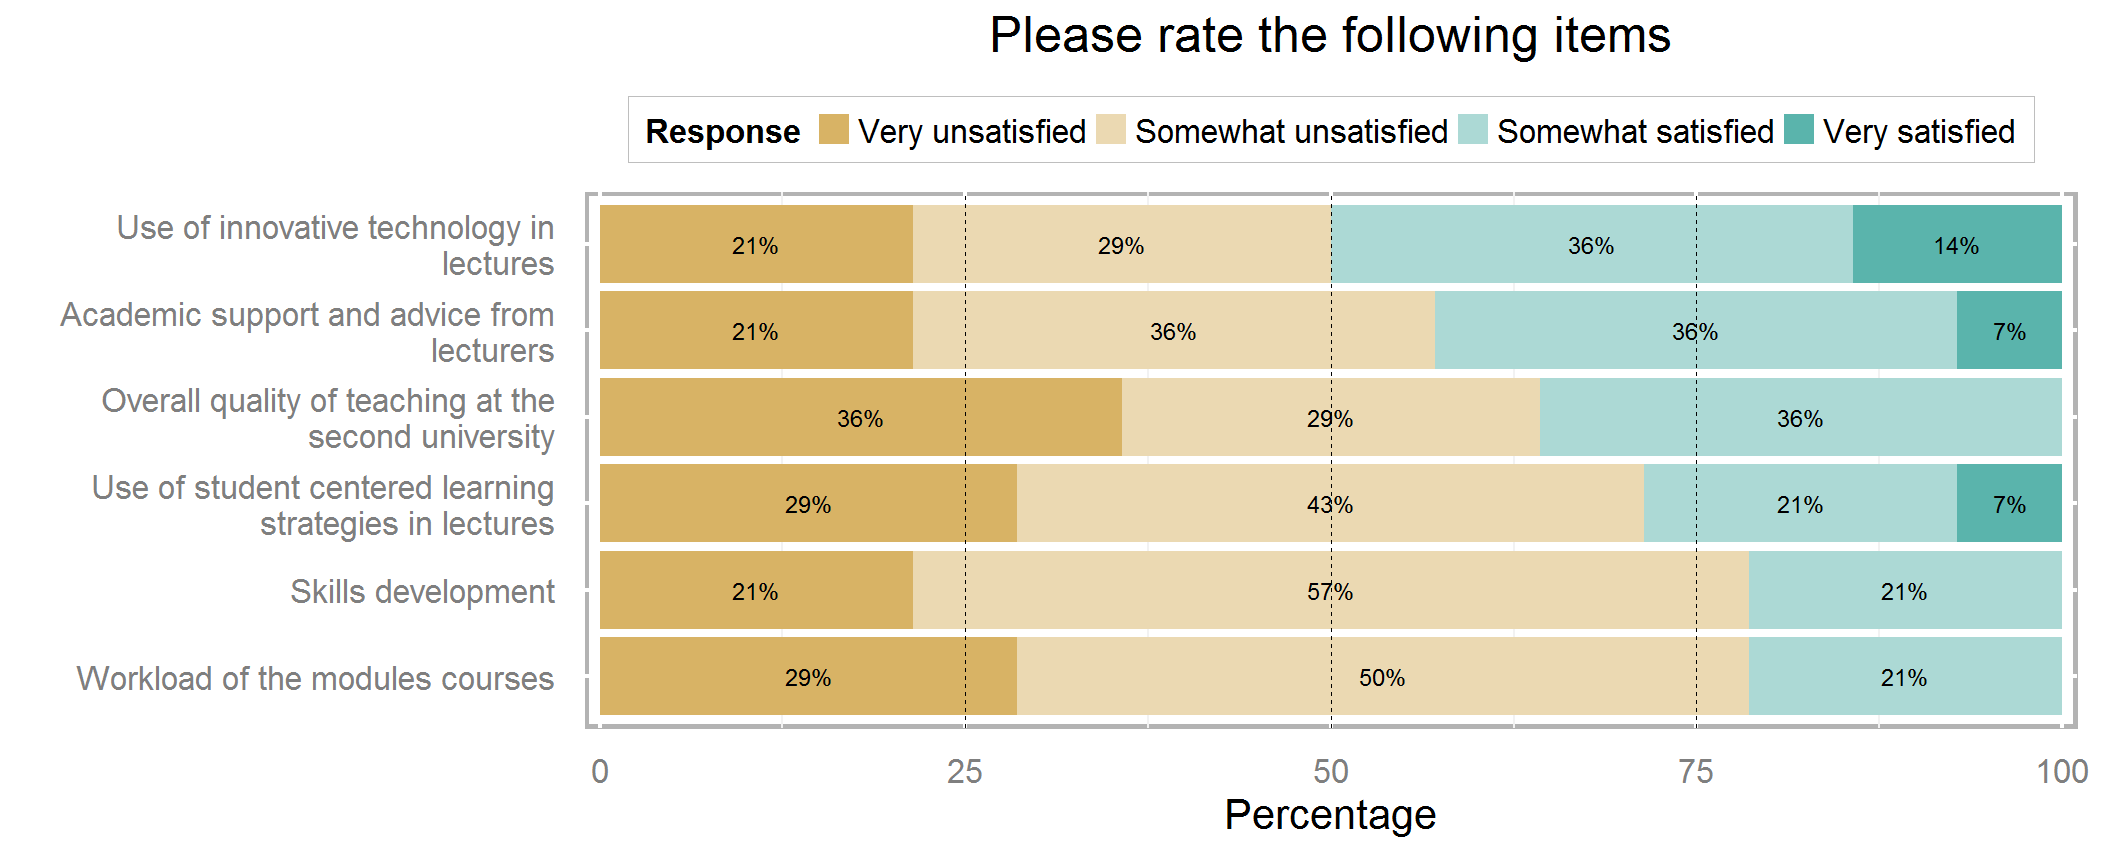 Please rate the following items
Response Very unsatisfied Somewhat unsatisfied Somewhat satisfied Very satisfied
Use of innovative technology in
lectures
21% 29% 36% 14%
Academic support and advice from
lecturers
21% 36% 36% 7%
Overall quality of teaching at the
second university
36% 29% 36%
Use of student centered learning
strategies in lectures
29% 43% 21% 7%
Skills development
21% 57% 21%
Workload of the modules courses
29% 50% 21%
0 25 50 75 100
Percentage